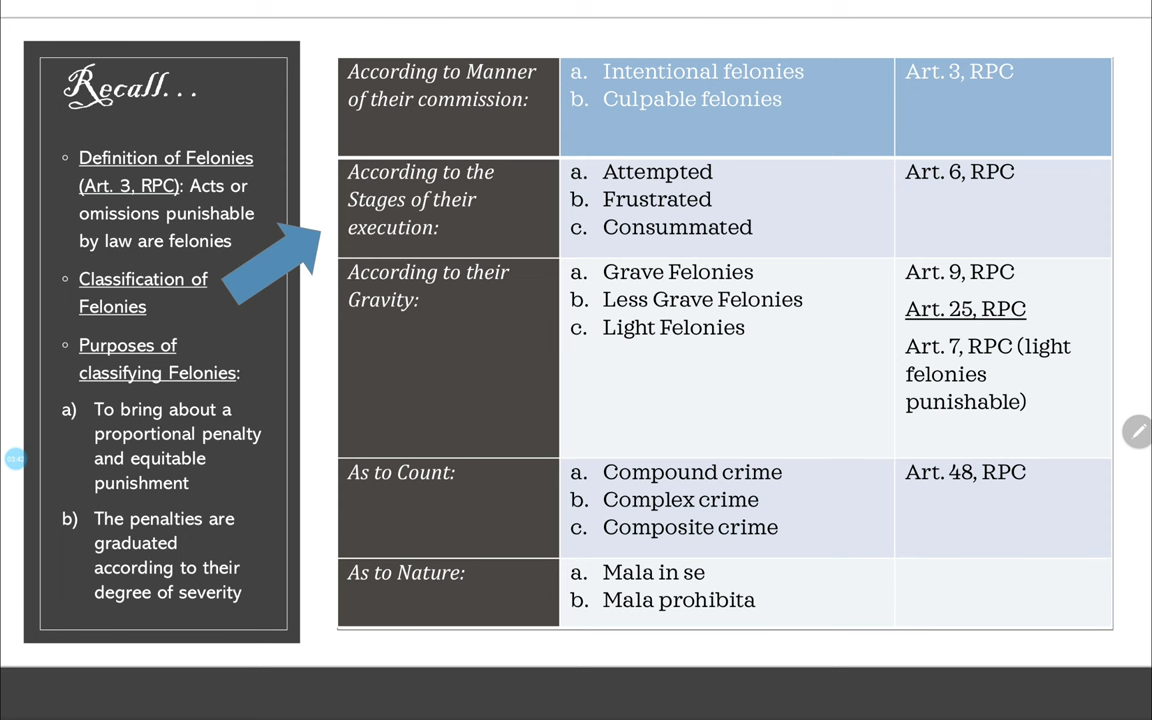 Recall...
◦ Definition of Felonies
(Art. 3, RPC): Acts or
omissions punishable
by law are felonies
◦ Classification of
Felonies
◦ Purposes of
classifying Felonies:
a) To bring about a
proportional penalty
and equitable
punishment
b) The penalties are
graduated
according to their
degree of severity
According to Manner
of their commission:
a. Intentional felonies
b. Culpable felonies
Art. 3, RPC
According to the
Stages of their
execution:
a. Attempted
b. Frustrated
c. Consummated
Art. 6, RPC
According to their
Gravity:
a. Grave Felonies
b. Less Grave Felonies
c. Light Felonies
Art. 9, RPC
Art. 25, RPC
Art. 7, RPC (light
felonies
punishable)
As to Count:
a. Compound crime
b. Complex crime
c. Composite crime
Art. 48, RPC
As to Nature:
a. Mala in se
b. Mala prohibita